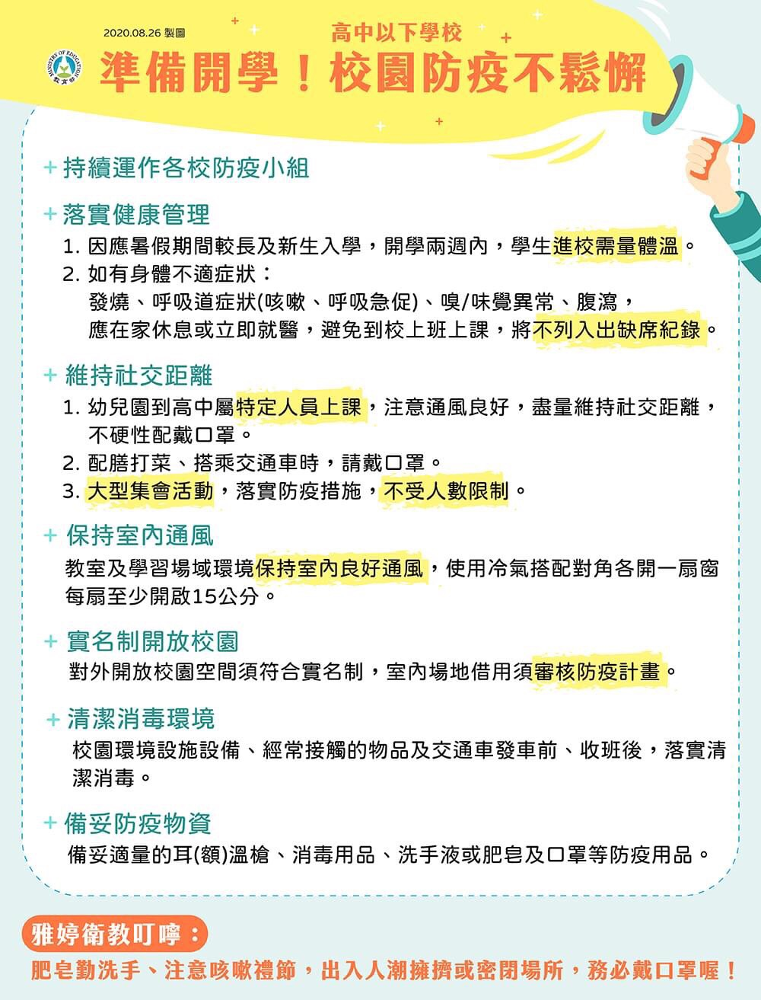 2020.08.26 製圖
高中以下學校
MINISTRY OF EDUCATION
教育部
準備開學！校園防疫不鬆懈
+ 持續運作各校防疫小組
+ 落實健康管理
1. 因應暑假期間較長及新生入學，開學兩週內，學生進校需量體溫。
2. 如有身體不適症狀：
發燒、呼吸道症狀(咳嗽、呼吸急促)、嗅/味覺異常、腹瀉，
應在家休息或立即就醫，避免到校上班上課，將不列入出缺席紀錄。
+ 維持社交距離
1. 幼兒園到高中屬特定人員上課，注意通風良好，盡量維持社交距離，
不硬性配戴口罩。
2. 配膳打菜、搭乘交通車時，請戴口罩。
3. 大型集會活動，落實防疫措施，不受人數限制。
+ 保持室內通風
教室及學習場域環境保持室內良好通風，使用冷氣搭配對角各開一扇窗
每扇至少開啟15公分。
+ 實名制開放校園
對外開放校園空間須符合實名制，室內場地借用須審核防疫計畫。
+ 清潔消毒環境
校園環境設施設備、經常接觸的物品及交通車發車前、收班後，落實清
潔消毒。
+ 備妥防疫物資
備妥適量的耳(額)溫槍、消毒用品、洗手液或肥皂及口罩等防疫用品。
雅婷衛教叮嚀：
肥皂勤洗手、注意咳嗽禮節，出入人潮擁擠或密閉場所，務必戴口罩喔！